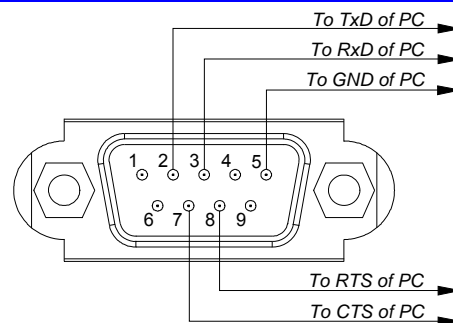 To TxD of PC
To RxD of PC
To GND of PC
1 2 3 4 5
6 7 8 9
To RTS of PC
To CTS of PC